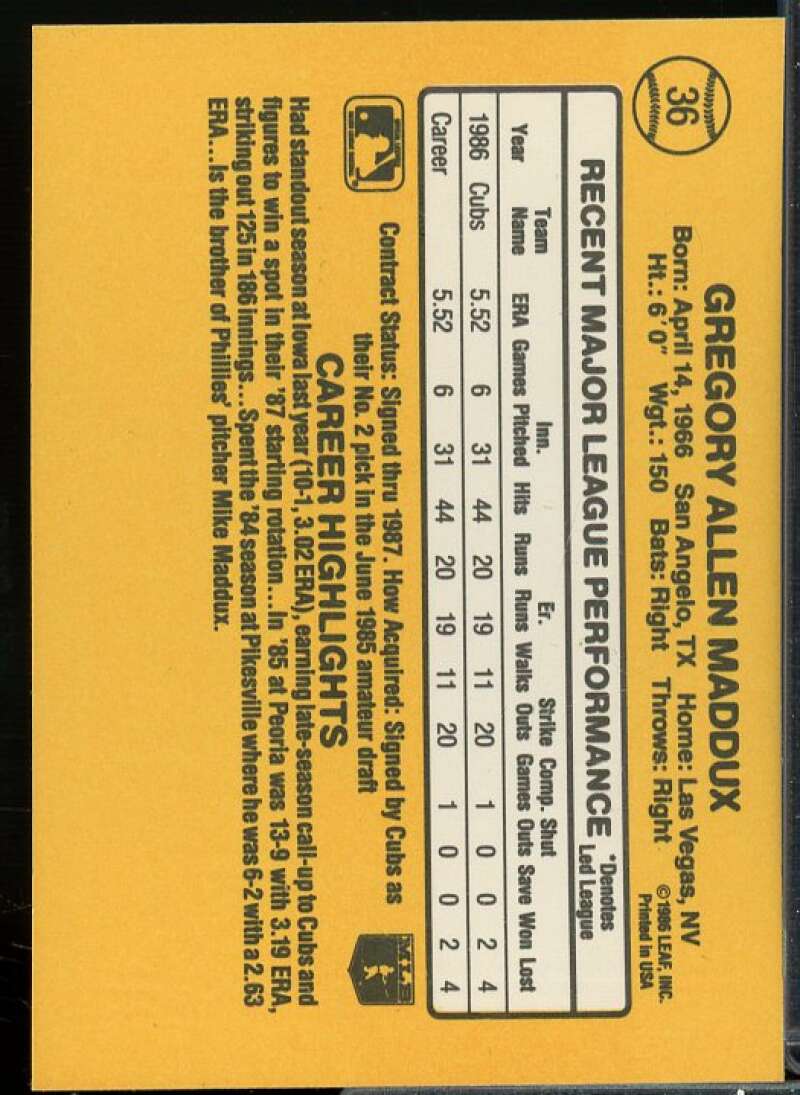 36
GREGORY ALLEN MADDUX
Born: April 14, 1966 San Angelo, TX Home: Las Vegas, NV
Ht.: 6'0" Wgt.: 150 Bats: Right Throws: Right
©1986 LEAF, INC.
Printed in USA
RECENT MAJOR LEAGUE PERFORMANCE
*Denotes
Led League
Team Inn. Er. Strike Comp. Shut
Year Name ERA Games Pitched Hits Runs Runs Walks Outs Games Outs Save Won Lost
1986 Cubs 5.52 6 31 44 20 19 11 20 1 0 0 2 4
Career 5.52 6 31 44 20 19 11 20 1 0 0 2 4
Contract Status: Signed thru 1987. How Acquired: Signed by Cubs as
their No. 2 pick in the June 1985 amateur draft
MLB
CAREER HIGHLIGHTS
Had standout season at Iowa last year (10-1, 3.02 ERA), earning late-season call-up to Cubs and
figures to win a spot in their '87 starting rotation...In '85 at Peoria was 13-9 with 3.19 ERA,
striking out 125 in 186 innings...Spent the '84 season at Pikesville where he was 6-2 with a 2.63
ERA...Is the brother of Phillies' pitcher Mike Maddux.